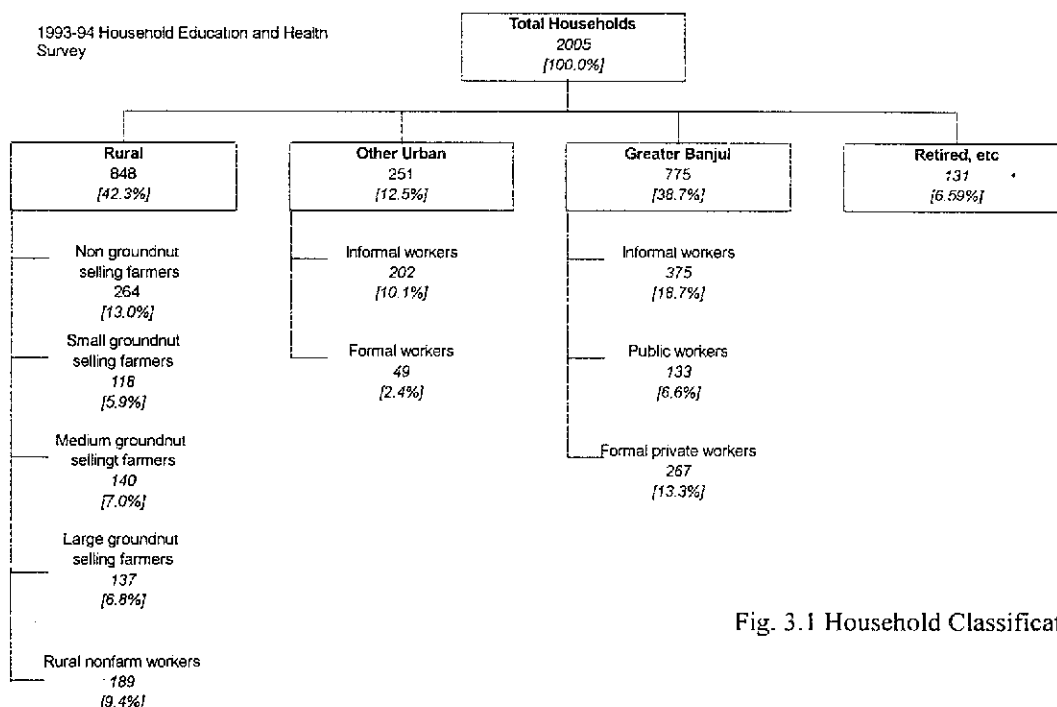 1993-94 Household Education and Health
Survey
Total Households
2005
[100.0%]
Rural
848
[42.3%]
Other Urban
251
[12.5%]
Greater Banjul
775
[38.7%]
Retired, etc
131
[6.59%]
Non groundnut
selling farmers
264
[13.0%]
Small groundnut
selling farmers
118
[5.9%]
Medium groundnut
sellingt farmers
140
[7.0%]
Large groundnut
selling farmers
137
[6.8%]
Rural nonfarm workers
189
[9.4%]
Informal workers
202
[10.1%]
Formal workers
49
[2.4%]
Informal workers
375
[18.7%]
Public workers
133
[6.6%]
Formal private workers
267
[13.3%]
Fig. 3.1 Household Classificat